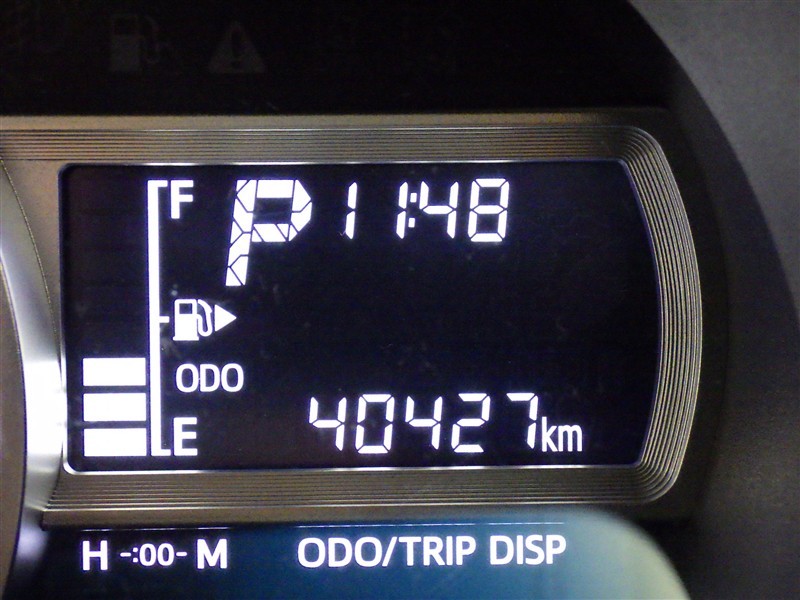 F P 11:48
ODO
E 40427km
H -:00- M ODO/TRIP DISP